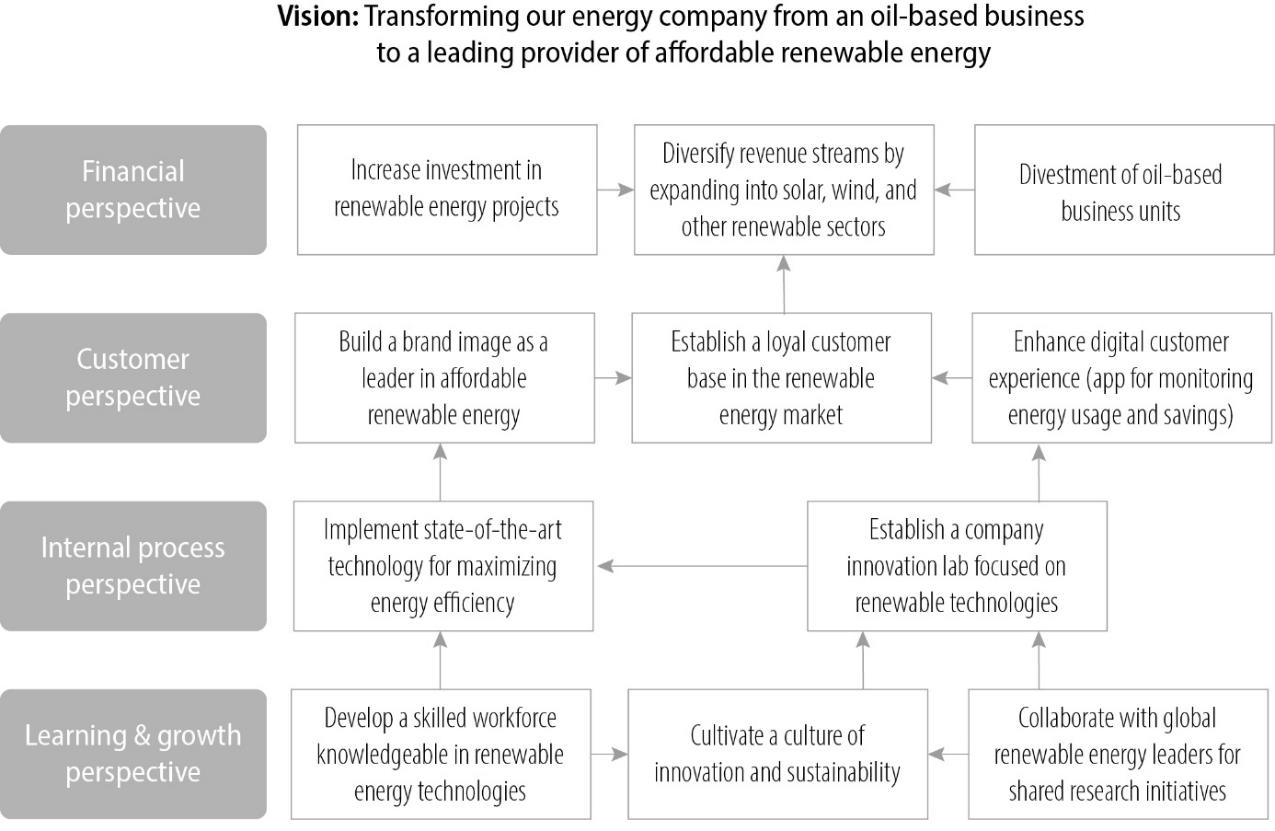 Vision: Transforming our energy company from an oil-based business
to a leading provider of affordable renewable energy
Financial
perspective
Increase investment in
renewable energy projects
Diversify revenue streams by
expanding into solar, wind, and
other renewable sectors
Divestment of oil-based
business units
Customer
perspective
Build a brand image as a
leader in affordable
renewable energy
Establish a loyal customer
base in the renewable
energy market
Enhance digital customer
experience (app for monitoring
energy usage and savings)
Internal process
perspective
Implement state-of-the-art
technology for maximizing
energy efficiency
Establish a company
innovation lab focused on
renewable technologies
Learning & growth
perspective
Develop a skilled workforce
knowledgeable in renewable
energy technologies
Cultivate a culture of
innovation and sustainability
Collaborate with global
renewable energy leaders for
shared research initiatives